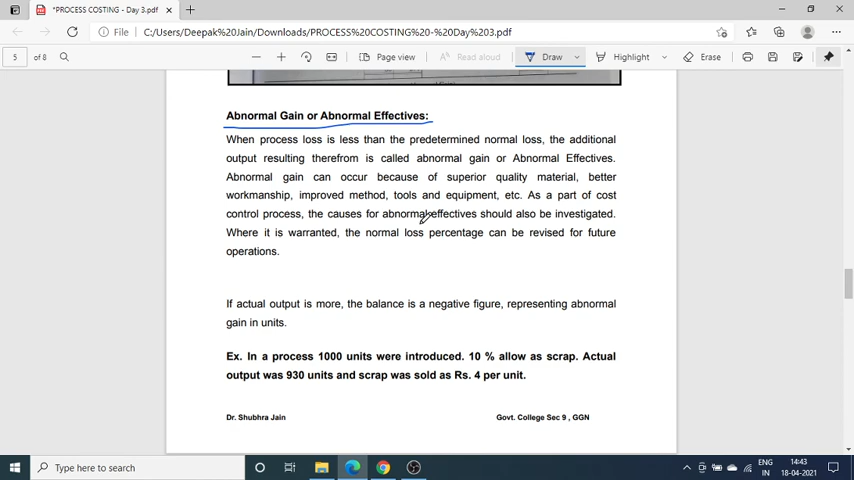 *PROCESS COSTING - Day 3.pdf
File C:/Users/Deepak%20Jain/Downloads/PROCESS%20COSTING%20-%20Day%203.pdf
5 of 8 Page view Read aloud Draw Highlight Erase
Abnormal Gain or Abnormal Effectives:
When process loss is less than the predetermined normal loss, the additional
output resulting therefrom is called abnormal gain or Abnormal Effectives.
Abnormal gain can occur because of superior quality material, better
workmanship, improved method, tools and equipment, etc. As a part of cost
control process, the causes for abnormal effectives should also be investigated.
Where it is warranted, the normal loss percentage can be revised for future
operations.
If actual output is more, the balance is a negative figure, representing abnormal
gain in units.
Ex. In a process 1000 units were introduced. 10 % allow as scrap. Actual
output was 930 units and scrap was sold as Rs. 4 per unit.
Dr. Shubhra Jain Govt. College Sec 9 , GGN
Type here to search
ENG
IN
14:43
18-04-2021